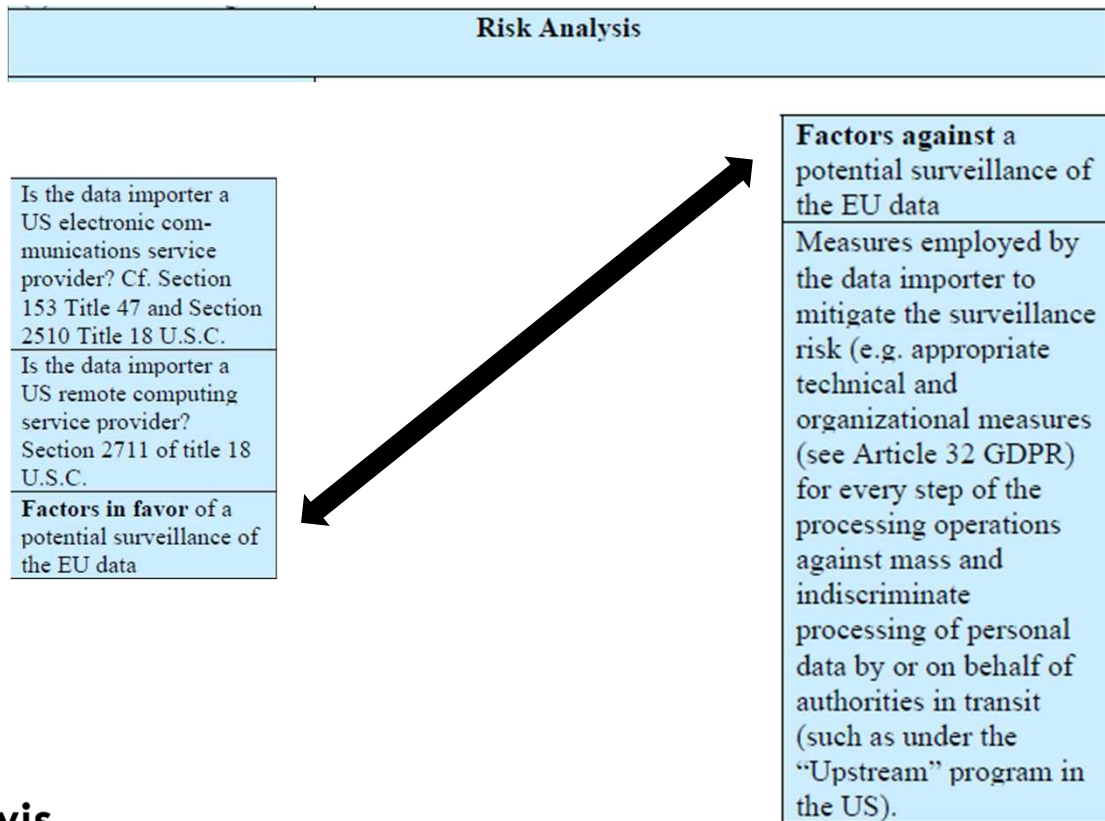 Risk Analysis
Is the data importer a
US electronic com-
munications service
provider? Cf. Section
153 Title 47 and Section
2510 Title 18 U.S.C.
Is the data importer a
US remote computing
service provider?
Section 2711 of title 18
U.S.C.
Factors in favor of a
potential surveillance of
the EU data
Factors against a
potential surveillance of
the EU data
Measures employed by
the data importer to
mitigate the surveillance
risk (e.g. appropriate
technical and
organizational measures
(see Article 32 GDPR)
for every step of the
processing operations
against mass and
indiscriminate
processing of personal
data by or on behalf of
authorities in transit
(such as under the
“Upstream” program in
the US).